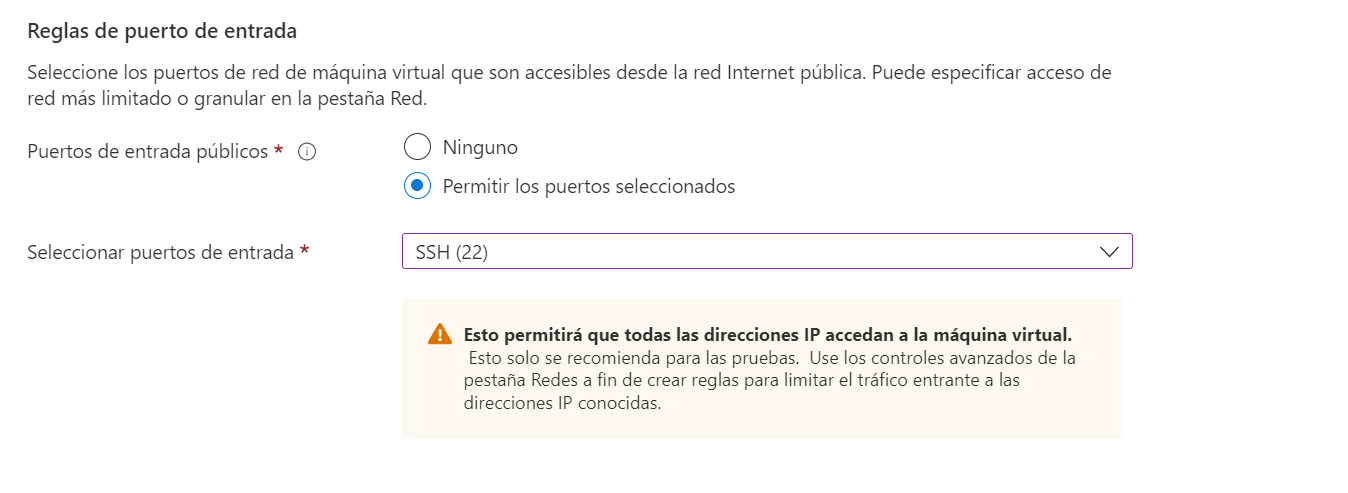 Reglas de puerto de entrada
Seleccione los puertos de red de máquina virtual que son accesibles desde la red Internet pública. Puede especificar acceso de
red más limitado o granular en la pestaña Red.
Puertos de entrada públicos *
Ninguno
Permitir los puertos seleccionados
Seleccionar puertos de entrada *
SSH (22)
Esto permitirá que todas las direcciones IP accedan a la máquina virtual.
Esto solo se recomienda para las pruebas. Use los controles avanzados de la
pestaña Redes a fin de crear reglas para limitar el tráfico entrante a las
direcciones IP conocidas.